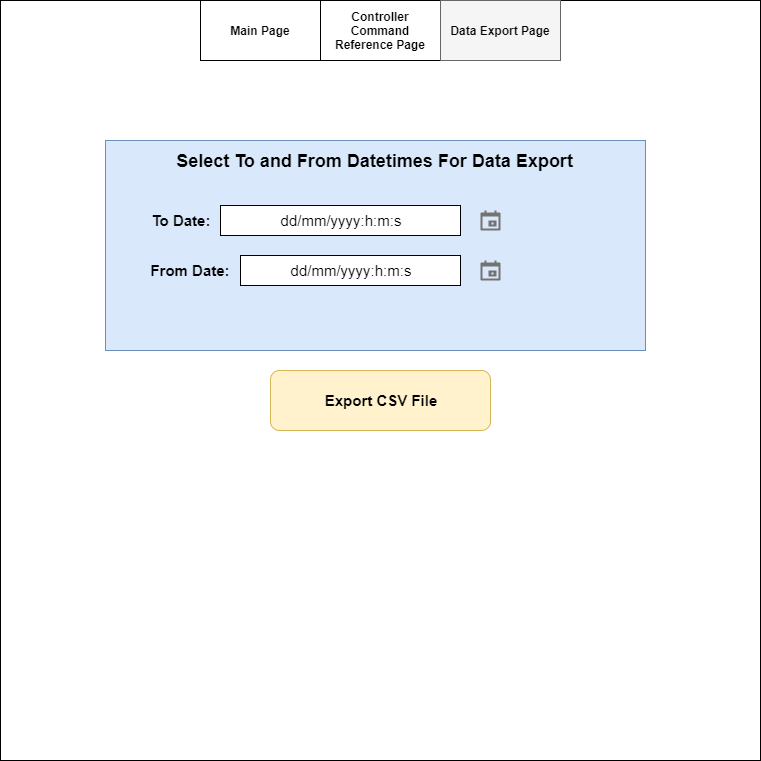 Main Page
Controller
Command
Reference Page
Data Export Page
Select To and From Datetimes For Data Export
To Date:
dd/mm/yyyy:h:m:s
From Date:
dd/mm/yyyy:h:m:s
Export CSV File